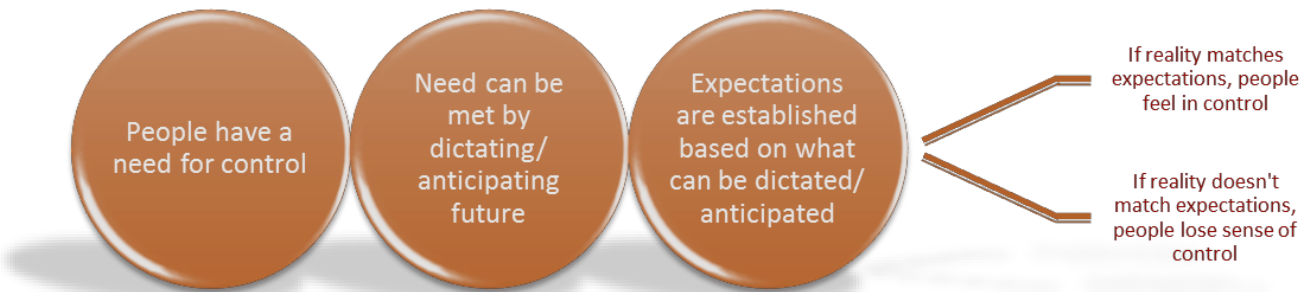 People have a
need for control
Need can be
met by
dictating/
anticipating
future
Expectations
are established
based on what
can be dictated/
anticipated
If reality matches
expectations, people
feel in control
If reality doesn't
match expectations,
people lose sense of
control